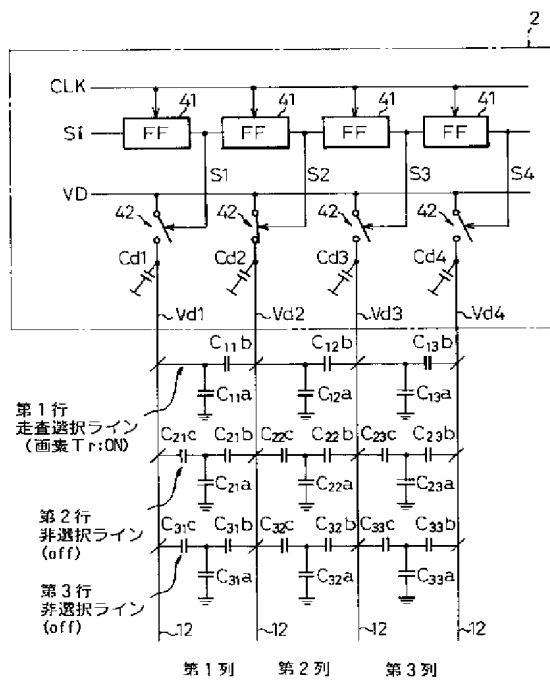 2
CLK
41 41 41 41
Si FF FF FF FF
S1 S2 S3 S4
VD
42 42 42 42
Cd1 Cd2 Cd3 Cd4
Vd1 Vd2 Vd3 Vd4
C11b C12b C13b
C11a C12a C13a
第1行
走査選択ライン
(画集Tr:ON)
C21c C21b C22c C22b C23c C23b
C21a C22a C23a
第2行
非選択ライン
(off)
C31c C31b C32c C32b C33c C33b
C31a C32a C33a
第3行
非選択ライン
(off)
12 12 12 12
第1列 第2列 第3列